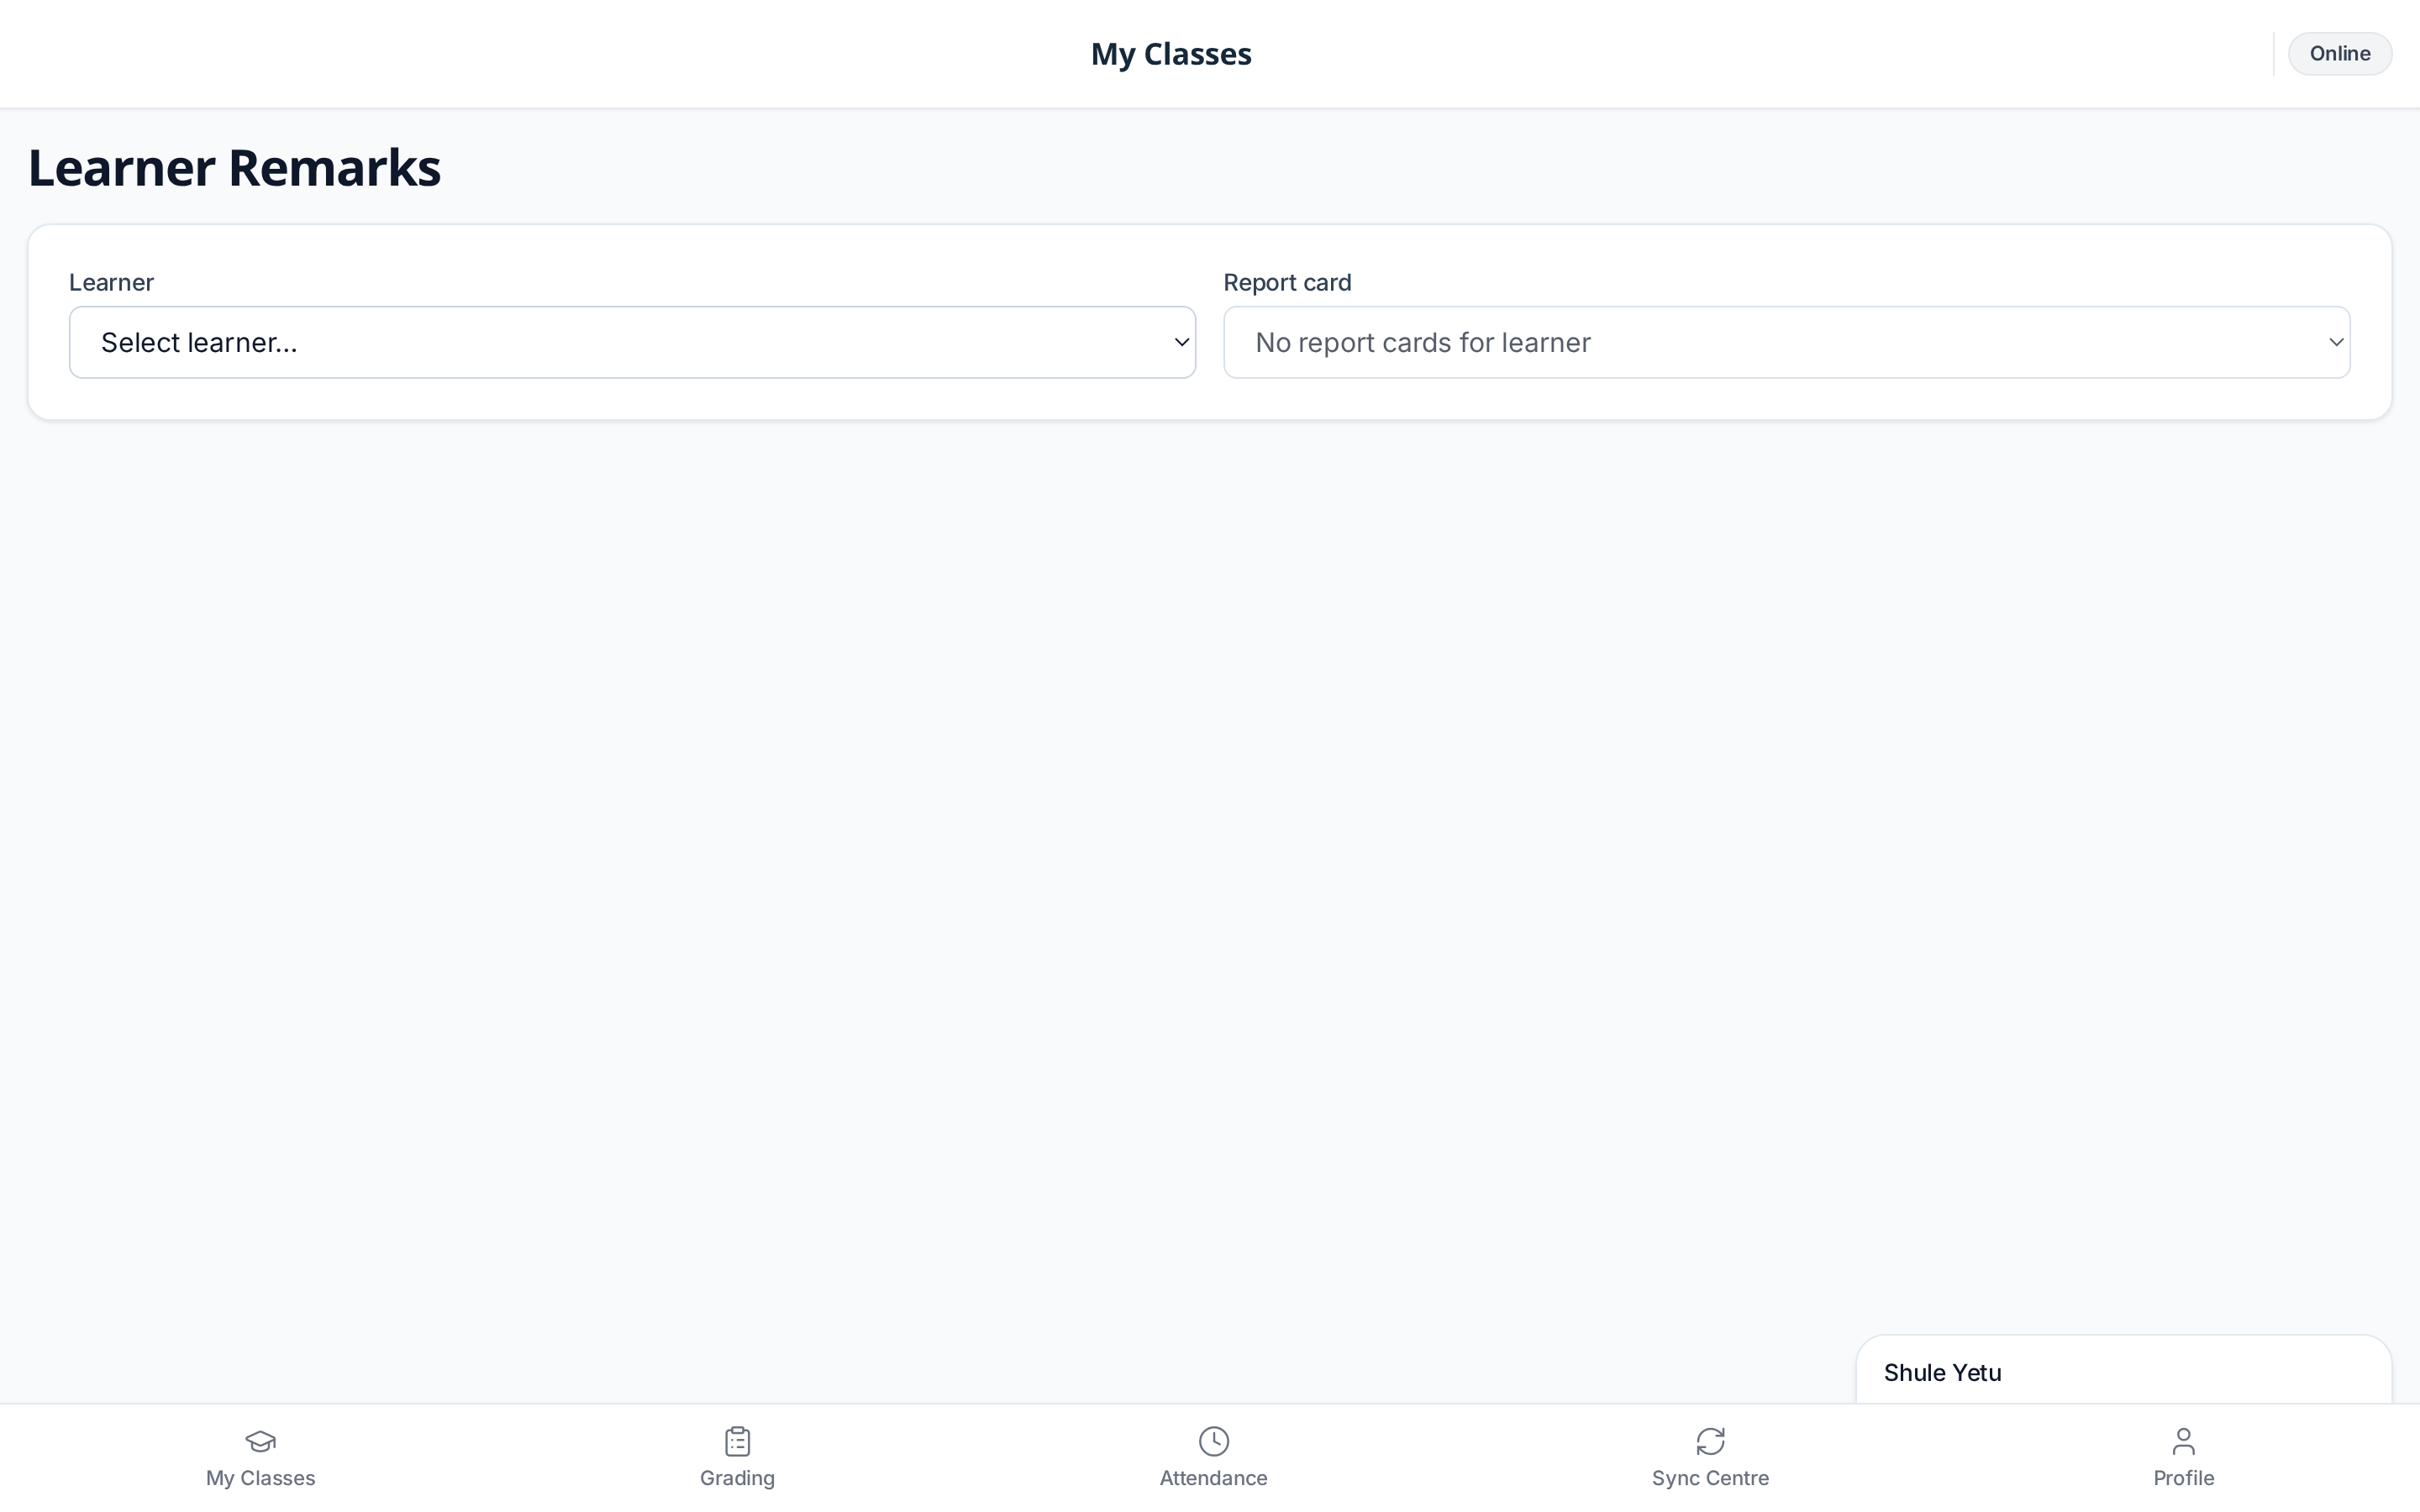 My Classes
Online
Learner Remarks
Learner
Report card
Select learner...
No report cards for learner
Shule Yetu
My Classes
Grading
Attendance
Sync Centre
Profile